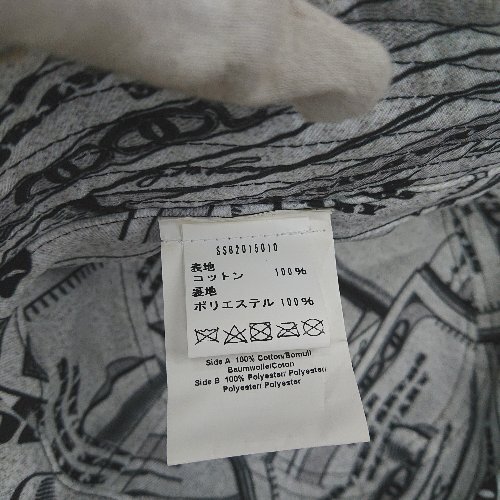 SS82015010
表地
コットン 100%
裏地
ポリエステル 100%
Side A 100% Cotton/Bomull/
Baumwolle/Coton
Side B 100% Polyester/ Polyester/
Polyester/ Polyester